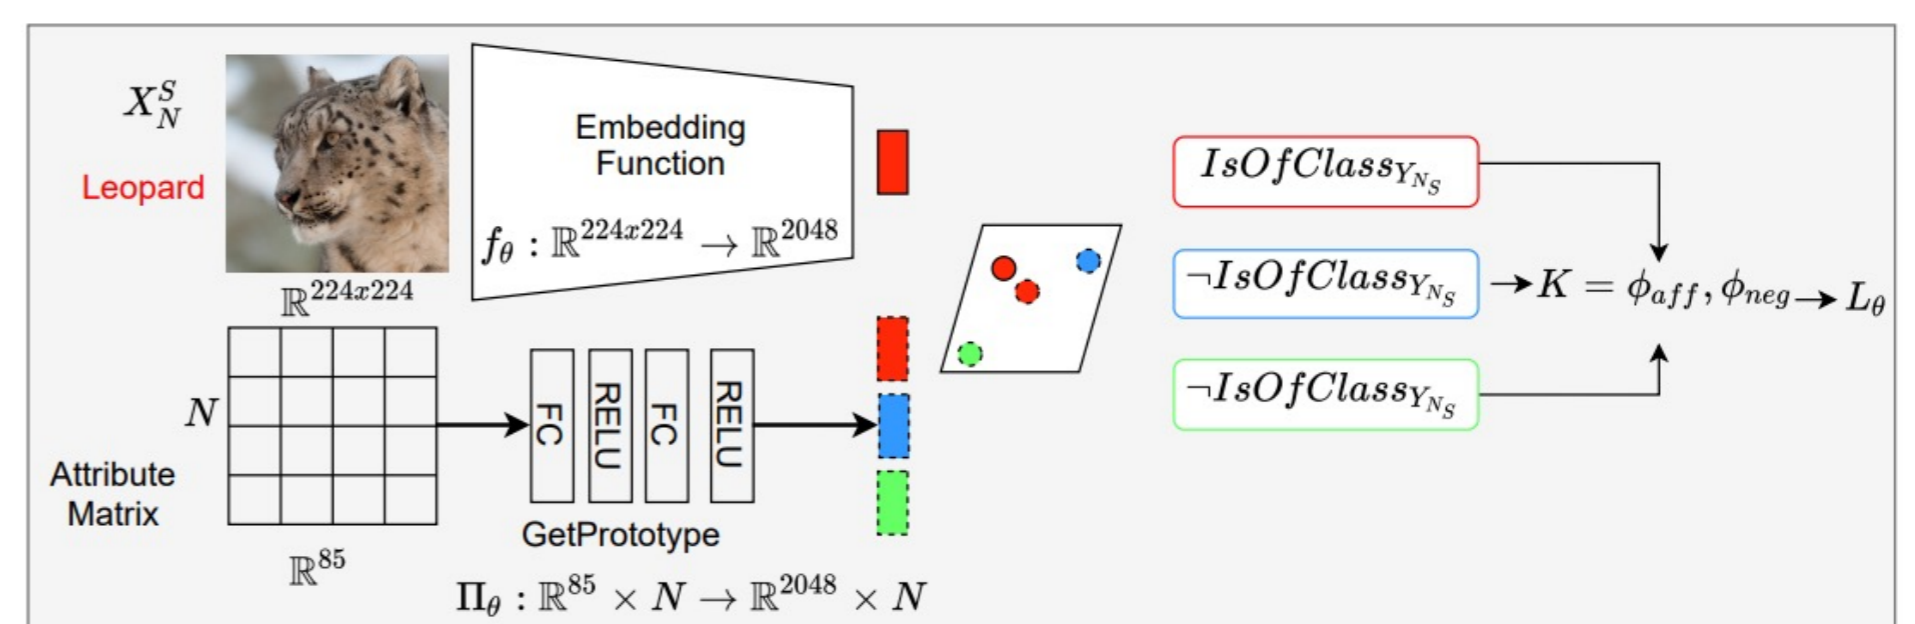 X_N^S
Leopard
ℝ^{224x224}
Embedding
Function
f_θ : ℝ^{224x224} → ℝ^{2048}
N
Attribute
Matrix
ℝ^{85}
FC
RELU
FC
RELU
GetPrototype
Π_θ : ℝ^{85} × N → ℝ^{2048} × N
IsOfClass_{Y_{N_S}}
¬IsOfClass_{Y_{N_S}}
¬IsOfClass_{Y_{N_S}}
K = ϕ_{aff}, ϕ_{neg} → L_θ